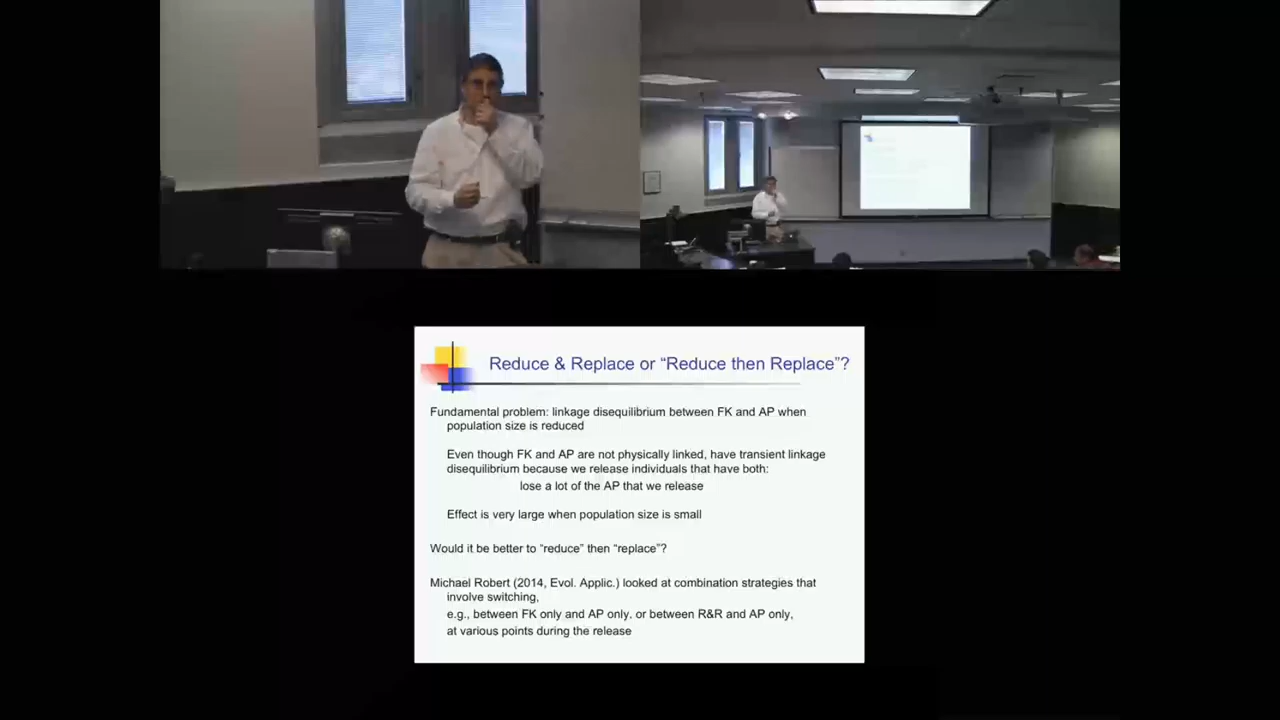 Reduce & Replace or “Reduce then Replace”?
Fundamental problem: linkage disequilibrium between FK and AP when
population size is reduced
Even though FK and AP are not physically linked, have transient linkage
disequilibrium because we release individuals that have both:
lose a lot of the AP that we release
Effect is very large when population size is small
Would it be better to “reduce” then “replace”?
Michael Robert (2014, Evol. Applic.) looked at combination strategies that
involve switching,
e.g., between FK only and AP only, or between R&R and AP only,
at various points during the release